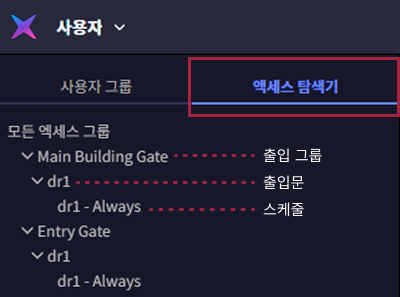 사용자
사용자 그룹 액세스 탐색기
모든 엑세스 그룹
Main Building Gate 출입 그룹
dr1 출입문
dr1 - Always 스케줄
Entry Gate
dr1
dr1 - Always